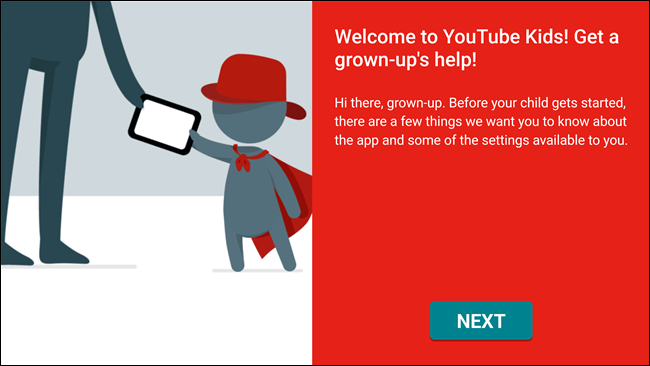 Welcome to YouTube Kids! Get a
grown-up's help!
Hi there, grown-up. Before your child gets started,
there are a few things we want you to know about
the app and some of the settings available to you.
NEXT